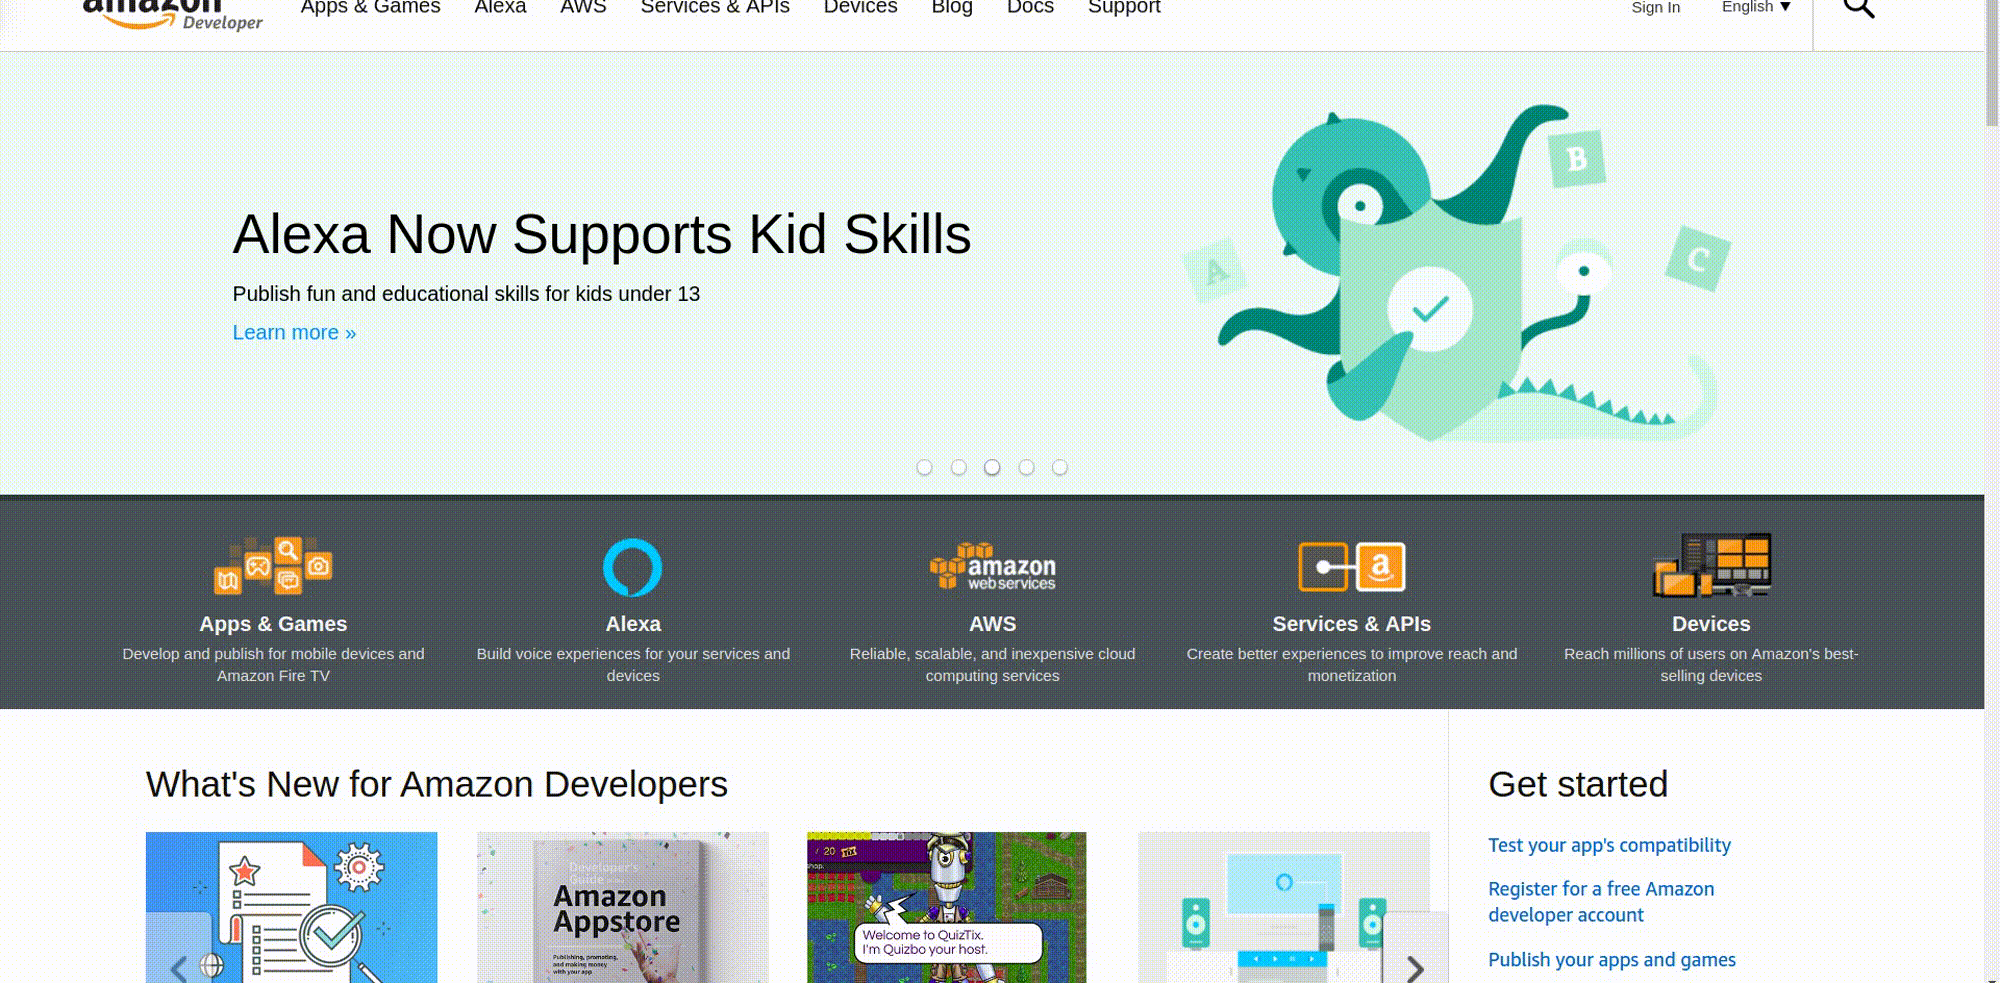 amazon
Developer
Apps & Games Alexa AWS Services & APIs Devices Blog Docs Support
Sign In English ▼
Alexa Now Supports Kid Skills
Publish fun and educational skills for kids under 13
Learn more »
A
B
C
Apps & Games
Develop and publish for mobile devices and
Amazon Fire TV
Alexa
Build voice experiences for your services and
devices
amazon
webservices
AWS
Reliable, scalable, and inexpensive cloud
computing services
a
Services & APIs
Create better experiences to improve reach and
monetization
Devices
Reach millions of users on Amazon's best-
selling devices
What's New for Amazon Developers
Developer's
Guide
Amazon
Appstore
Publishing, promoting,
and making money
with your app
/ 20 Tix
shop.
Welcome to QuizTix.
I'm Quizbo your host.
Get started
Test your app's compatibility
Register for a free Amazon
developer account
Publish your apps and games